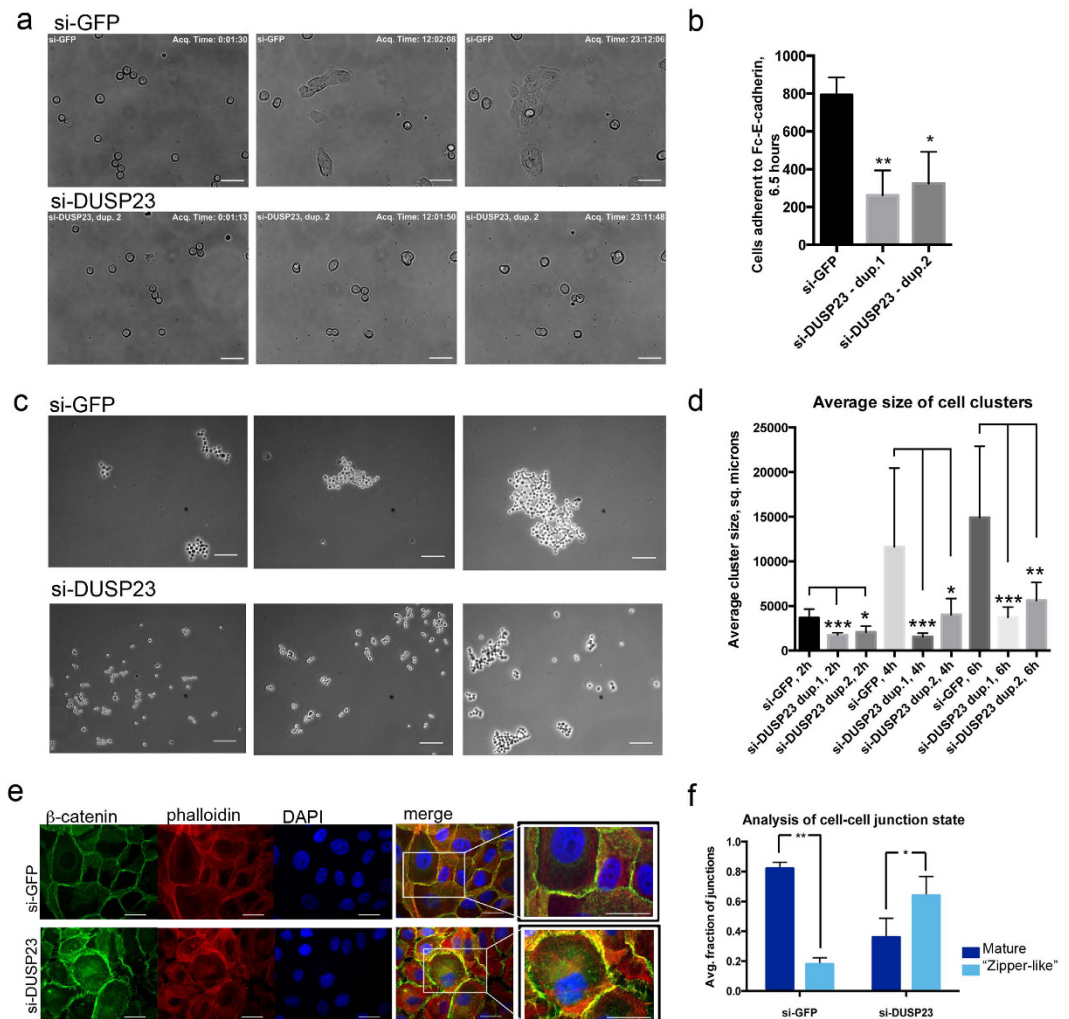 a
si-GFP
si-GFP Acq. Time: 0:01:30
si-GFP Acq. Time: 12:02:08
si-GFP Acq. Time: 23:12:06
si-DUSP23
si-DUSP23, dup. 2 Acq. Time: 0:01:13
si-DUSP23, dup. 2 Acq. Time: 12:01:50
si-DUSP23, dup. 2 Acq. Time: 23:11:48
b
Cells adherent to Fc-E-cadherin,
6.5 hours
1000
800
600
400
200
0
**
*
si-GFP
si-DUSP23 - dup.1
si-DUSP23 - dup.2
c
si-GFP
si-DUSP23
d
Average size of cell clusters
Average cluster size, sq. microns
25000
20000
15000
10000
5000
0
***
*
***
*
***
**
si-GFP, 2h
si-DUSP23 dup.1, 2h
si-DUSP23 dup.2, 2h
si-GFP, 4h
si-DUSP23 dup.1, 4h
si-DUSP23 dup.2, 4h
si-GFP, 6h
si-DUSP23 dup.1, 6h
si-DUSP23 dup.2, 6h
e
β-catenin phalloidin DAPI merge
si-GFP
si-DUSP23
f
Analysis of cell-cell junction state
Avg. fraction of junctions
1.0
0.8
0.6
0.4
0.2
0.0
**
*
si-GFP si-DUSP23
Mature
"Zipper-like"